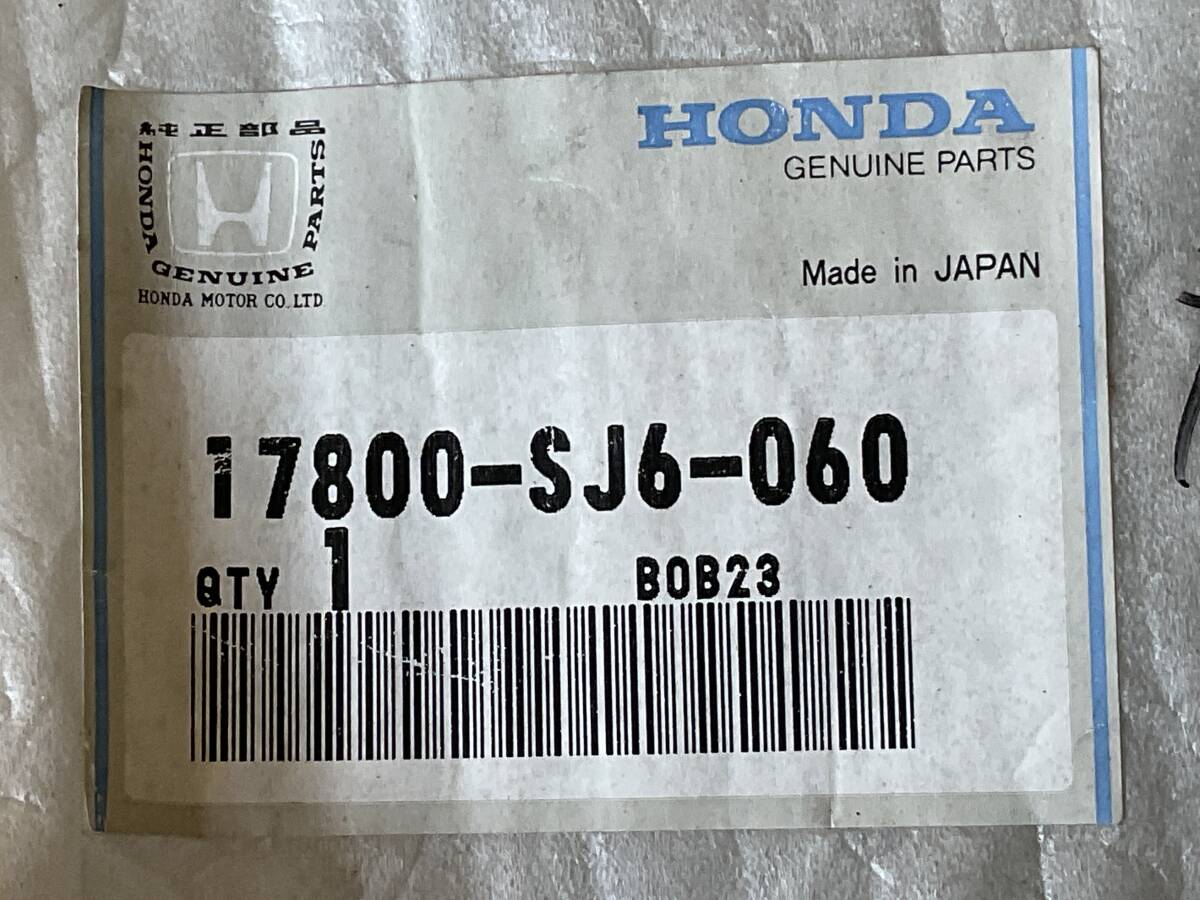 純正部品
HONDA
GENUINE
PARTS
HONDA MOTOR CO.,LTD
HONDA
GENUINE PARTS
Made in JAPAN
17800-SJ6-060
QTY 1 BOB23